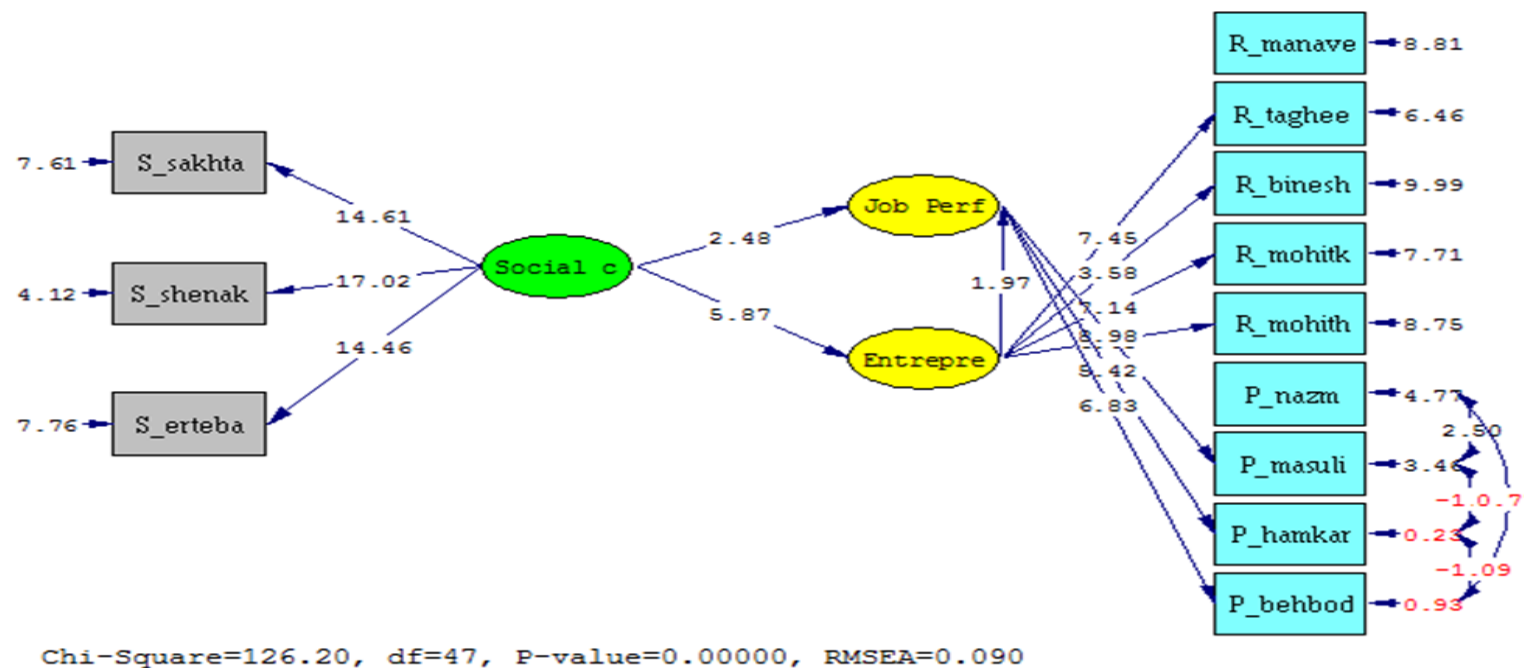 R_manave 8.81
R_taghee 6.46
7.61 S_sakhta
R_binesh 9.99
Job Perf
14.61
2.48 7.45
R_mohitk 7.71
Social c
3.58
17.02 1.97
4.12 S_shenak
7.14
5.87
R_mohith 8.75
8.98
14.46
Entrepre
5.42
P_nazm 4.77
6.83
7.76 S_erteba
2.50
P_masuli
P_hamkar 0.23
-1.09
P_behbod 0.93
Chi-Square=126.20, df=47, P-value=0.00000, RMSEA=0.090